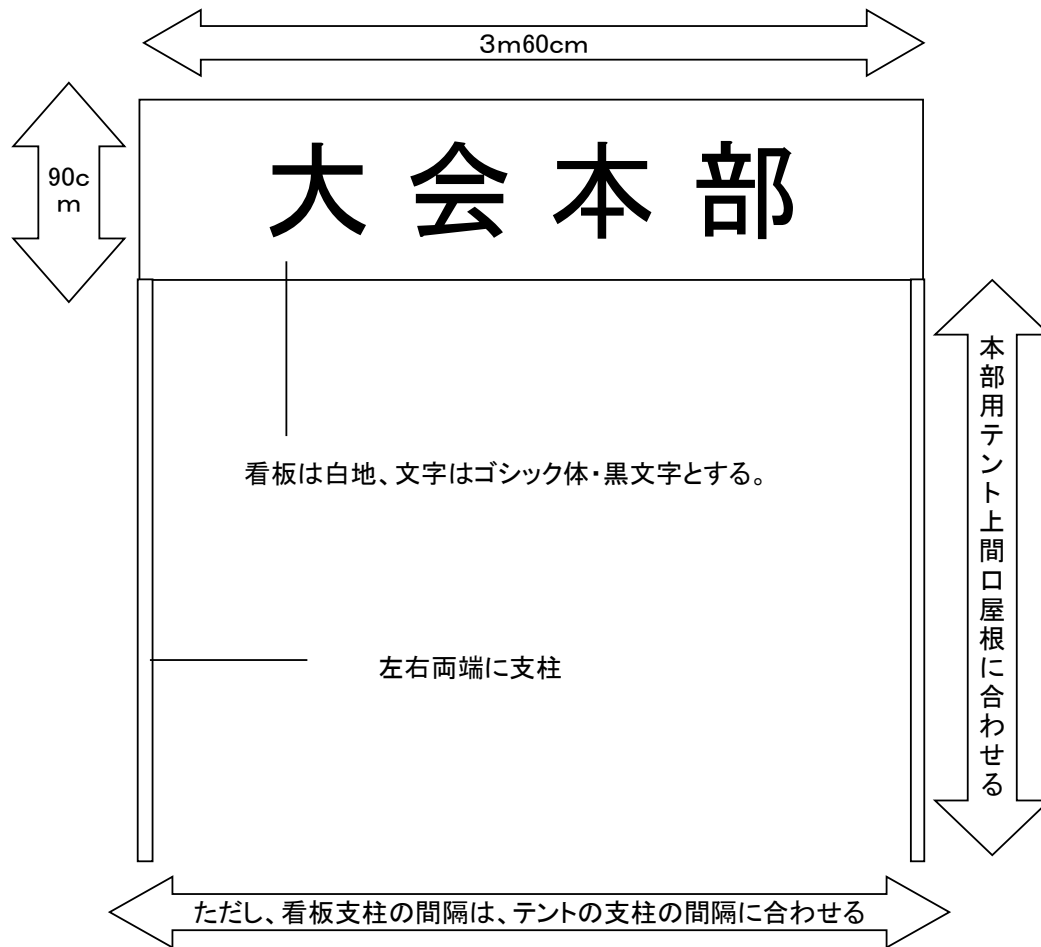 3m60cm
90c
m
大会本部
看板は白地、文字はゴシック体・黒文字とする。
本部用テント上間口屋根に合わせる
左右両端に支柱
ただし、看板支柱の間隔は、テントの支柱の間隔に合わせる